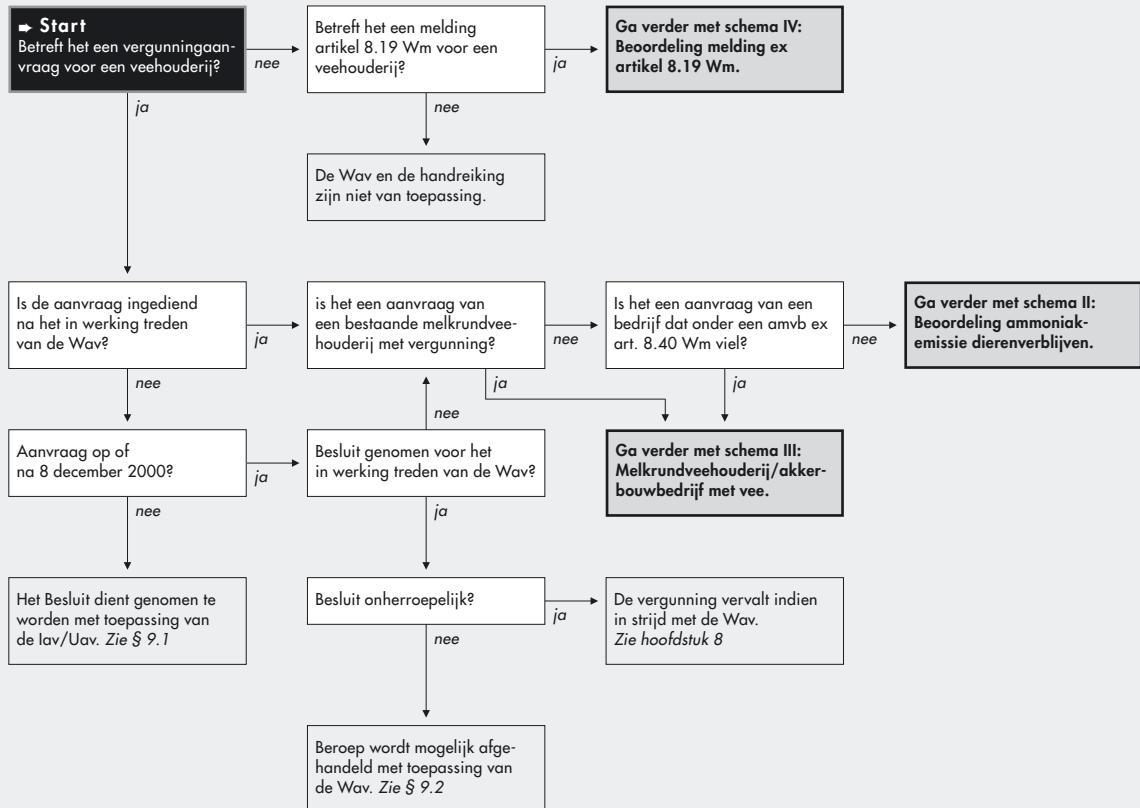 ➨ Start
Betreft het een vergunningaan-
vraag voor een veehouderij?
nee
Betreft het een melding
artikel 8.19 Wm voor een
veehouderij?
ja
Ga verder met schema IV:
Beoordeling melding ex
artikel 8.19 Wm.
ja
nee
De Wav en de handreiking
zijn niet van toepassing.
Is de aanvraag ingediend
na het in werking treden
van de Wav?
ja
is het een aanvraag van
een bestaande melkrundvee-
houderij met vergunning?
nee
Is het een aanvraag van een
bedrijf dat onder een amvb ex
art. 8.40 Wm viel?
nee
Ga verder met schema II:
Beoordeling ammoniak-
emissie dierenverblijven.
nee
nee
ja
ja
Aanvraag op of
na 8 december 2000?
ja
Besluit genomen voor het
in werking treden van de Wav?
Ga verder met schema III:
Melkrundveehouderij/akker-
bouwbedrijf met vee.
nee
ja
Het Besluit dient genomen te
worden met toepassing van
de Iav/Uav. Zie § 9.1
Besluit onherroepelijk?
ja
De vergunning vervalt indien
in strijd met de Wav.
Zie hoofdstuk 8
nee
Beroep wordt mogelijk afge-
handeld met toepassing van
de Wav. Zie § 9.2